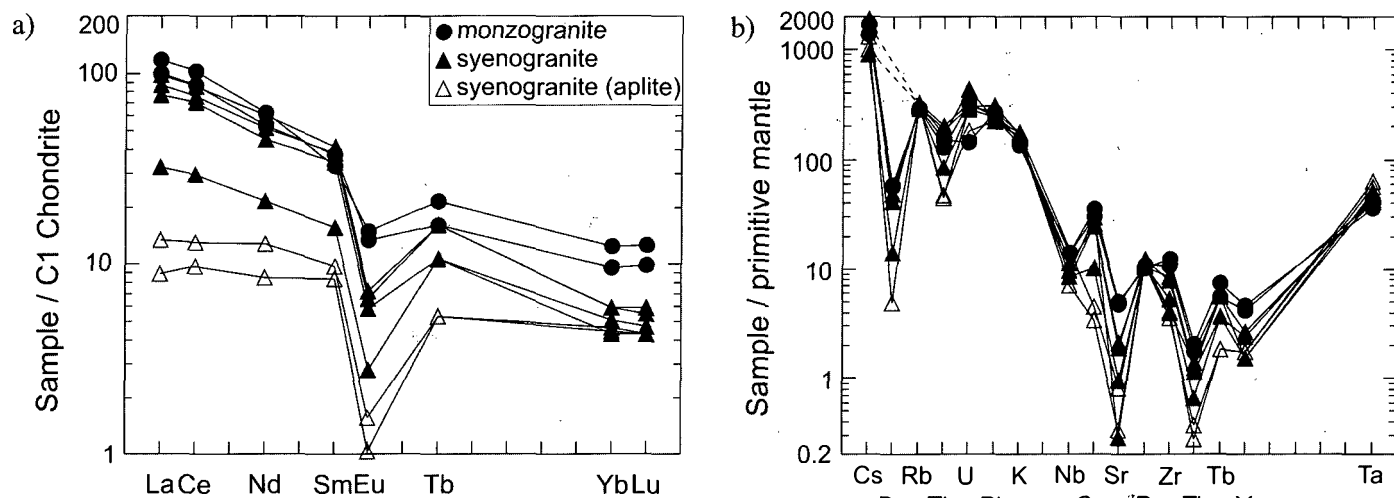 a)
200
100
10
1
Sample / C1 Chondrite
monzogranite
syenogranite
syenogranite (aplite)
La Ce Nd Sm Eu Tb Yb Lu
b)
2000
1000
100
10
1
0.2
Sample / primitive mantle
Cs Rb U K Nb Sr Zr Tb Ta